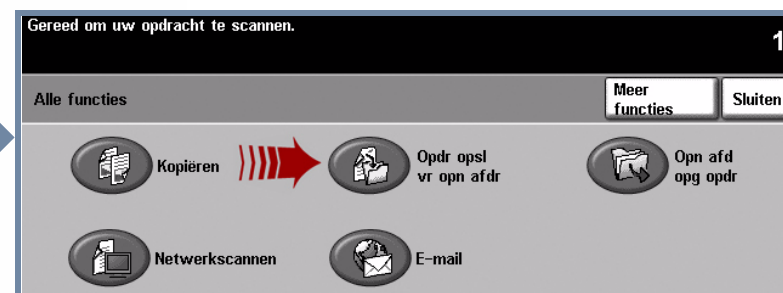 Gereed om uw opdracht te scannen.
1
Alle functies
Meer
functies
Sluiten
Kopiëren
Opdr opsl
vr opn afdr
Opn afd
opg opdr
Netwerkscannen
E-mail